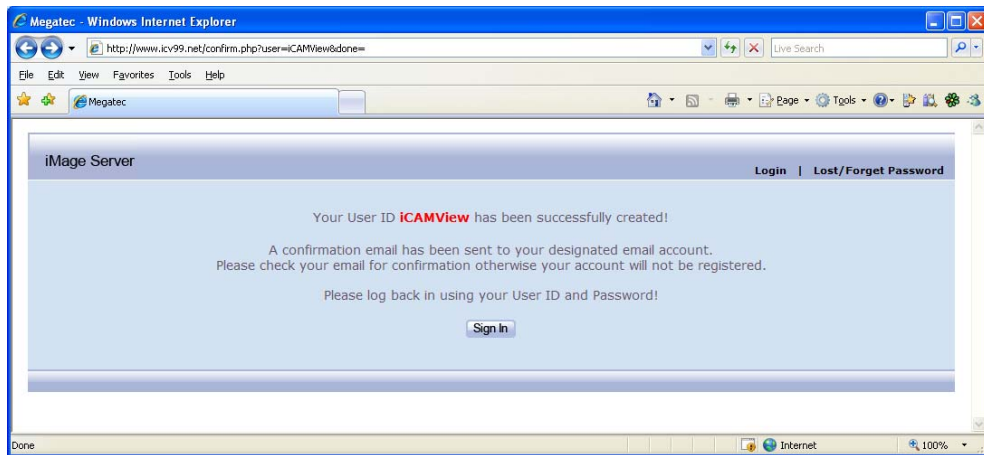 Megatec - Windows Internet Explorer
http://www.icv99.net/confirm.php?user=iCAMView&done=
Live Search
File Edit View Favorites Tools Help
Megatec
Page Tools
iMage Server
Login | Lost/Forget Password
Your User ID iCAMView has been successfully created!
A confirmation email has been sent to your designated email account.
Please check your email for confirmation otherwise your account will not be registered.
Please log back in using your User ID and Password!
Sign In
Done Internet 100%